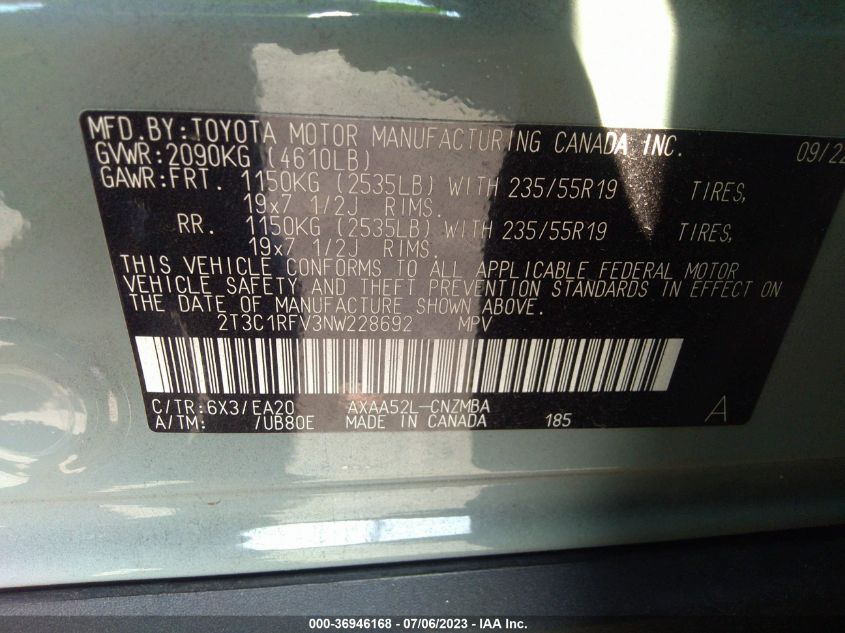 MFD.BY:TOYOTA MOTOR MANUFACTURING CANADA INC. 09/22
GVWR:2090KG (4610LB)
GAWR:FRT. 1150KG (2535LB) WITH 235/55R19 TIRES,
19x7 1/2J RIMS.
RR. 1150KG (2535LB) WITH 235/55R19 TIRES,
19x7 1/2J RIMS.
THIS VEHICLE CONFORMS TO ALL APPLICABLE FEDERAL MOTOR
VEHICLE SAFETY AND THEFT PREVENTION STANDARDS IN EFFECT ON
THE DATE OF MANUFACTURE SHOWN ABOVE.
2T3C1RFV3NW228692 MPV
C/TR:6X3/EA20 AXAA52L-CNZMBA
A/TM: /UB80E MADE IN CANADA 185 A
000-36946168 - 07/06/2023 - IAA Inc.